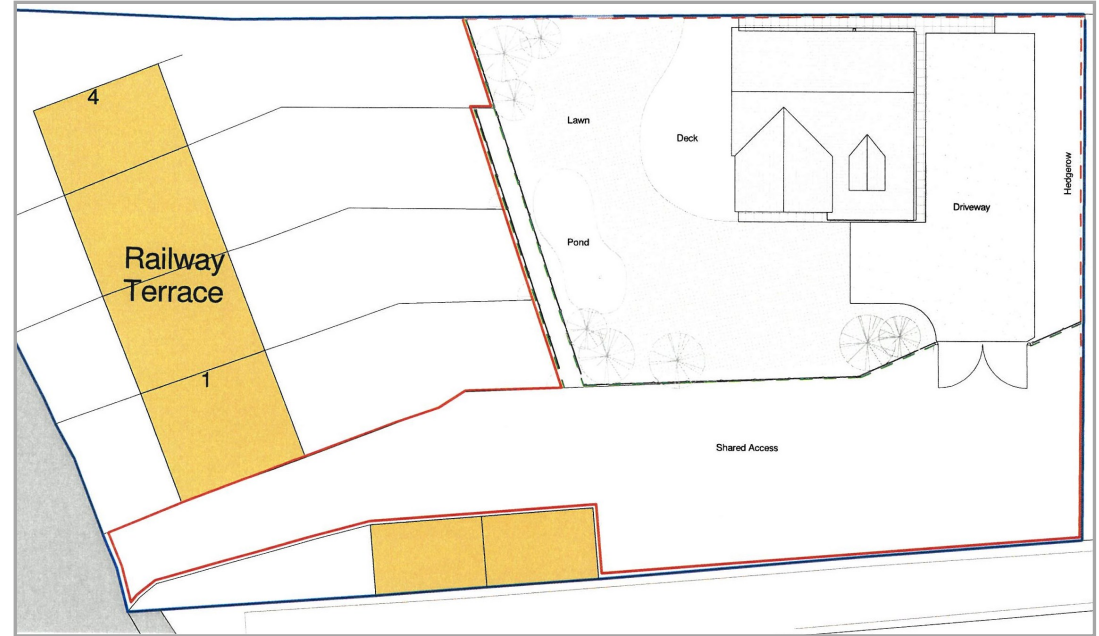 4
Railway
Terrace
1
Lawn
Deck
Pond
Driveway
Hedgerow
Shared Access